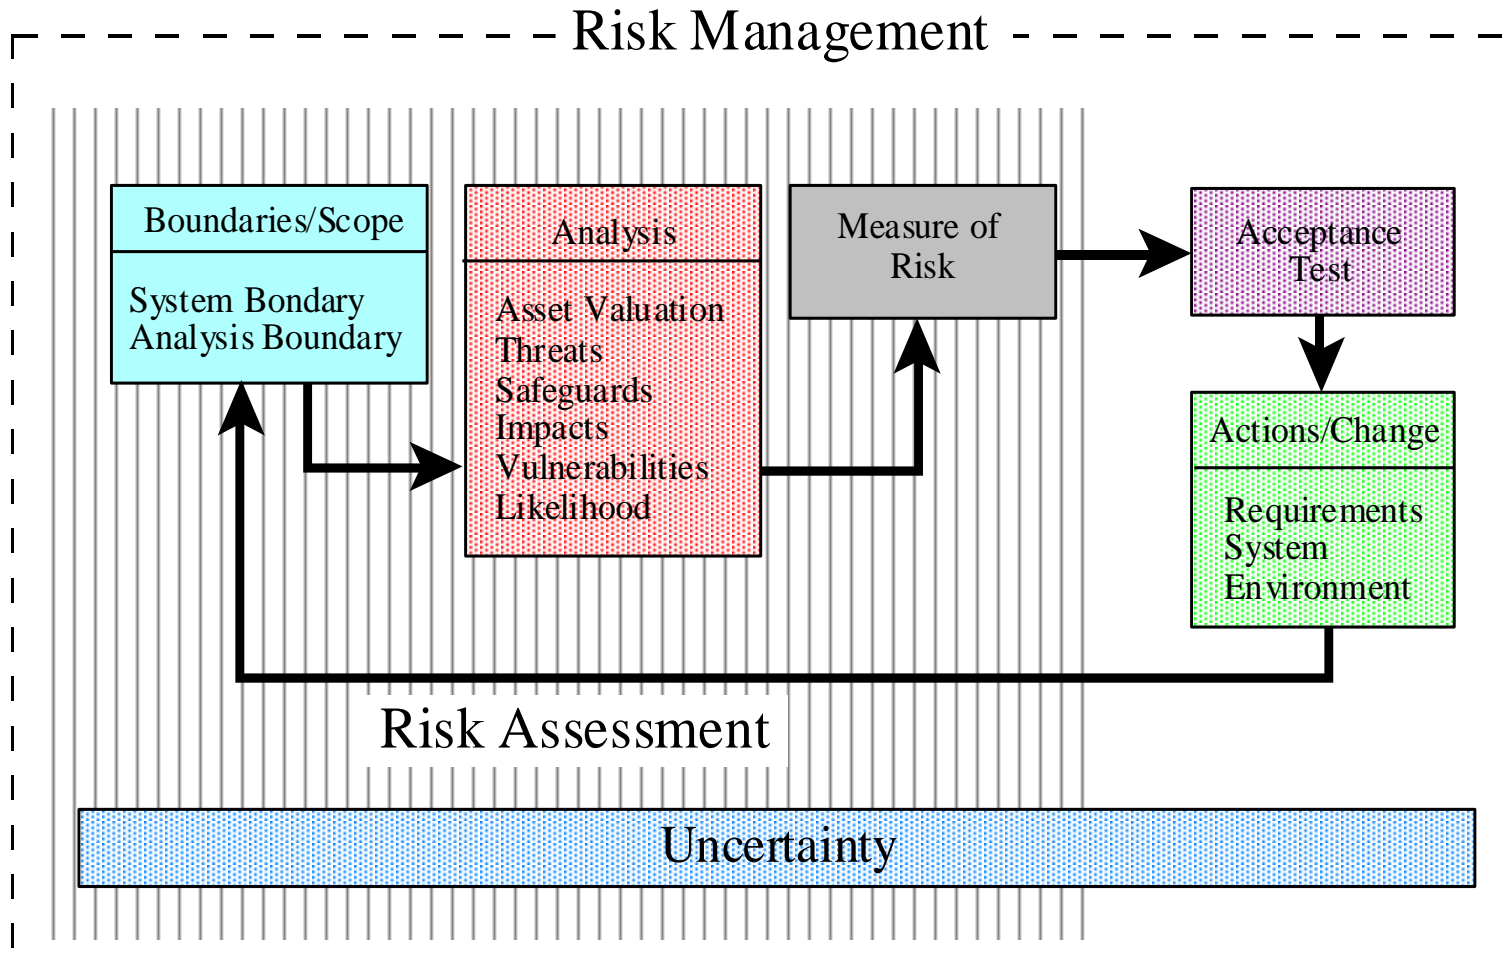 Risk Management
Boundaries/Scope
System Bondary
Analysis Boundary
Analysis
Asset Valuation
Threats
Safeguards
Impacts
Vulnerabilities
Likelihood
Measure of
Risk
Acceptance
Test
Actions/Change
Requirements
System
Environment
Risk Assessment
Uncertainty